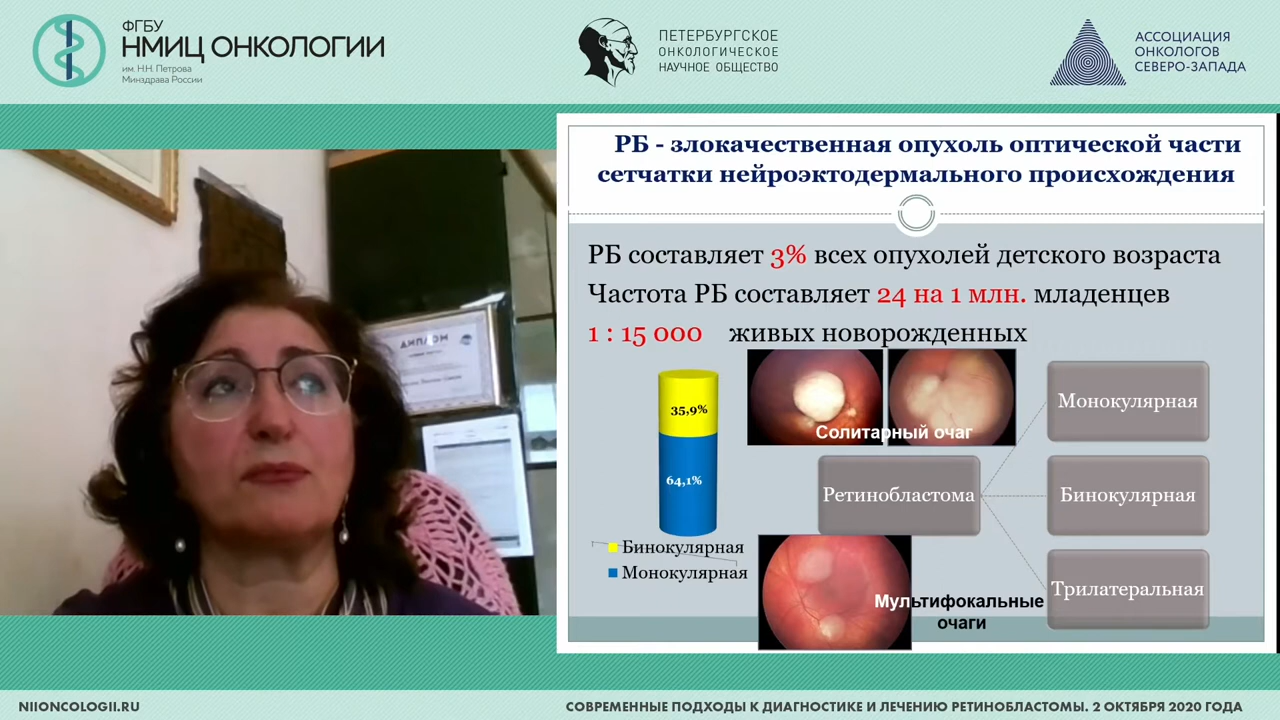 ФГБУ
НМИЦ ОНКОЛОГИИ
им. Н.Н. Петрова
Минздрава России
ПЕТЕРБУРГСКОЕ
ОНКОЛОГИЧЕСКОЕ
НАУЧНОЕ ОБЩЕСТВО
АССОЦИАЦИЯ
ОНКОЛОГОВ
СЕВЕРО-ЗАПАДА
ДИПЛОМ
РБ - злокачественная опухоль оптической части
сетчатки нейроэктодермального происхождения
РБ составляет 3% всех опухолей детского возраста
Частота РБ составляет 24 на 1 млн. младенцев
1 : 15 000 живых новорожденных
35,9%
64,1%
Бинокулярная
Монокулярная
Солитарный очаг
Ретинобластома
Мультифокальные
очаги
Монокулярная
Бинокулярная
Трилатеральная
NIIONCOLOGII.RU
СОВРЕМЕННЫЕ ПОДХОДЫ К ДИАГНОСТИКЕ И ЛЕЧЕНИЮ РЕТИНОБЛАСТОМЫ. 2 ОКТЯБРЯ 2020 ГОДА